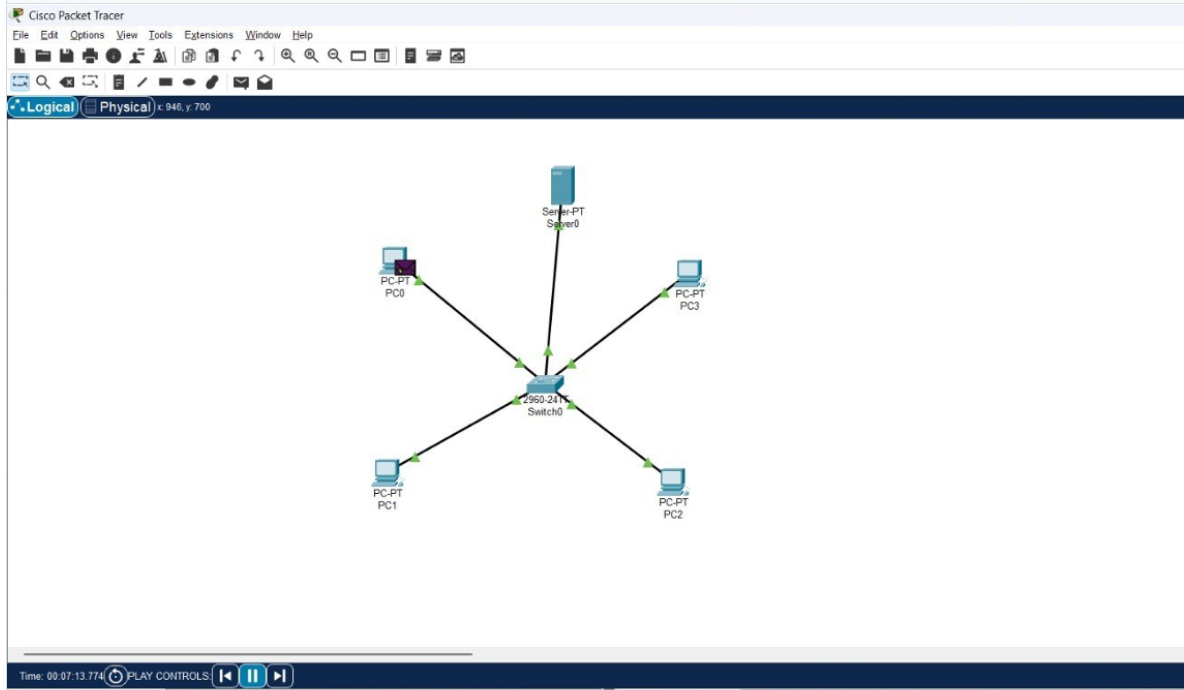 Cisco Packet Tracer
File Edit Options View Tools Extensions Window Help
Logical Physical x: 946, y: 700
Server-PT
Server0
PC-PT
PC0
PC-PT
PC3
2960-24TT
Switch0
PC-PT
PC1
PC-PT
PC2
Time: 00:07:13.774 PLAY CONTROLS: